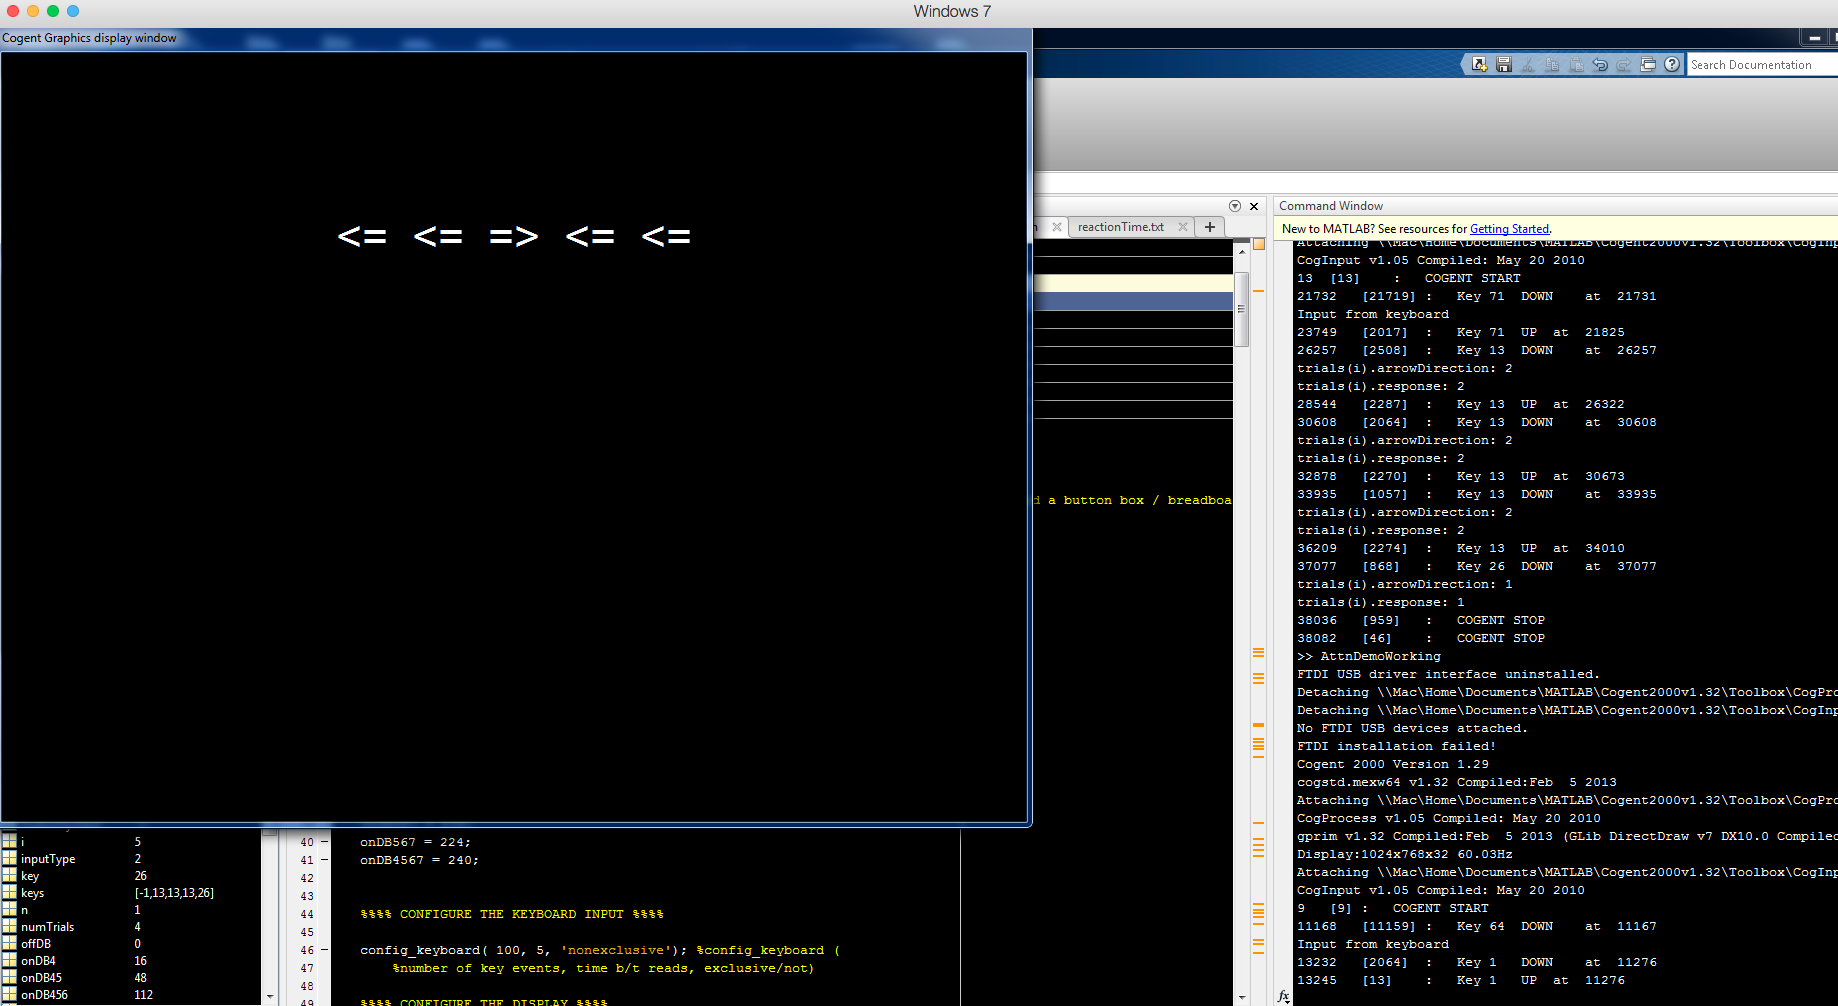 Windows 7
Cogent Graphics display window
<= <= => <= <=
Search Documentation
reactionTime.txt
Command Window
New to MATLAB? See resources for Getting Started.
Attaching \\Mac\Home\Documents\MATLAB\Cogent2000v1.32\Toolbox\CogInp
CogInput v1.05 Compiled: May 20 2010
13 [13] : COGENT START
21732 [21719] : Key 71 DOWN at 21731
Input from keyboard
23749 [2017] : Key 71 UP at 21825
26257 [2508] : Key 13 DOWN at 26257
trials(i).arrowDirection: 2
trials(i).response: 2
28544 [2287] : Key 13 UP at 26322
30608 [2064] : Key 13 DOWN at 30608
trials(i).arrowDirection: 2
trials(i).response: 2
32878 [2270] : Key 13 UP at 30673
33935 [1057] : Key 13 DOWN at 33935
trials(i).arrowDirection: 2
trials(i).response: 2
36209 [2274] : Key 13 UP at 34010
37077 [868] : Key 26 DOWN at 37077
trials(i).arrowDirection: 1
trials(i).response: 1
38036 [959] : COGENT STOP
38082 [46] : COGENT STOP
>> AttnDemoWorking
FTDI USB driver interface uninstalled.
Detaching \\Mac\Home\Documents\MATLAB\Cogent2000v1.32\Toolbox\CogPro
Detaching \\Mac\Home\Documents\MATLAB\Cogent2000v1.32\Toolbox\CogInp
No FTDI USB devices attached.
FTDI installation failed!
Cogent 2000 Version 1.29
cogstd.mexw64 v1.32 Compiled:Feb 5 2013
Attaching \\Mac\Home\Documents\MATLAB\Cogent2000v1.32\Toolbox\CogPro
CogProcess v1.05 Compiled: May 20 2010
gprim v1.32 Compiled:Feb 5 2013 (GLib DirectDraw v7 DX10.0 Compiled
Display:1024x768x32 60.03Hz
Attaching \\Mac\Home\Documents\MATLAB\Cogent2000v1.32\Toolbox\CogInp
CogInput v1.05 Compiled: May 20 2010
9 [9] : COGENT START
11168 [11159] : Key 64 DOWN at 11167
Input from keyboard
13232 [2064] : Key 1 DOWN at 11276
13245 [13] : Key 1 UP at 11276
fx
d a button box / breadboa
i 5
inputType 2
key 26
keys [-1,13,13,13,26]
n 1
numTrials 4
offDB 0
onDB4 16
onDB45 48
onDB456 112
40 – onDB567 = 224;
41 – onDB4567 = 240;
42
43
44 %%%% CONFIGURE THE KEYBOARD INPUT %%%%
45
46 – config_keyboard( 100, 5, 'nonexclusive'); %config_keyboard (
47 %number of key events, time b/t reads, exclusive/not)
48
49 %%%% CONFIGURE THE DISPLAY %%%%